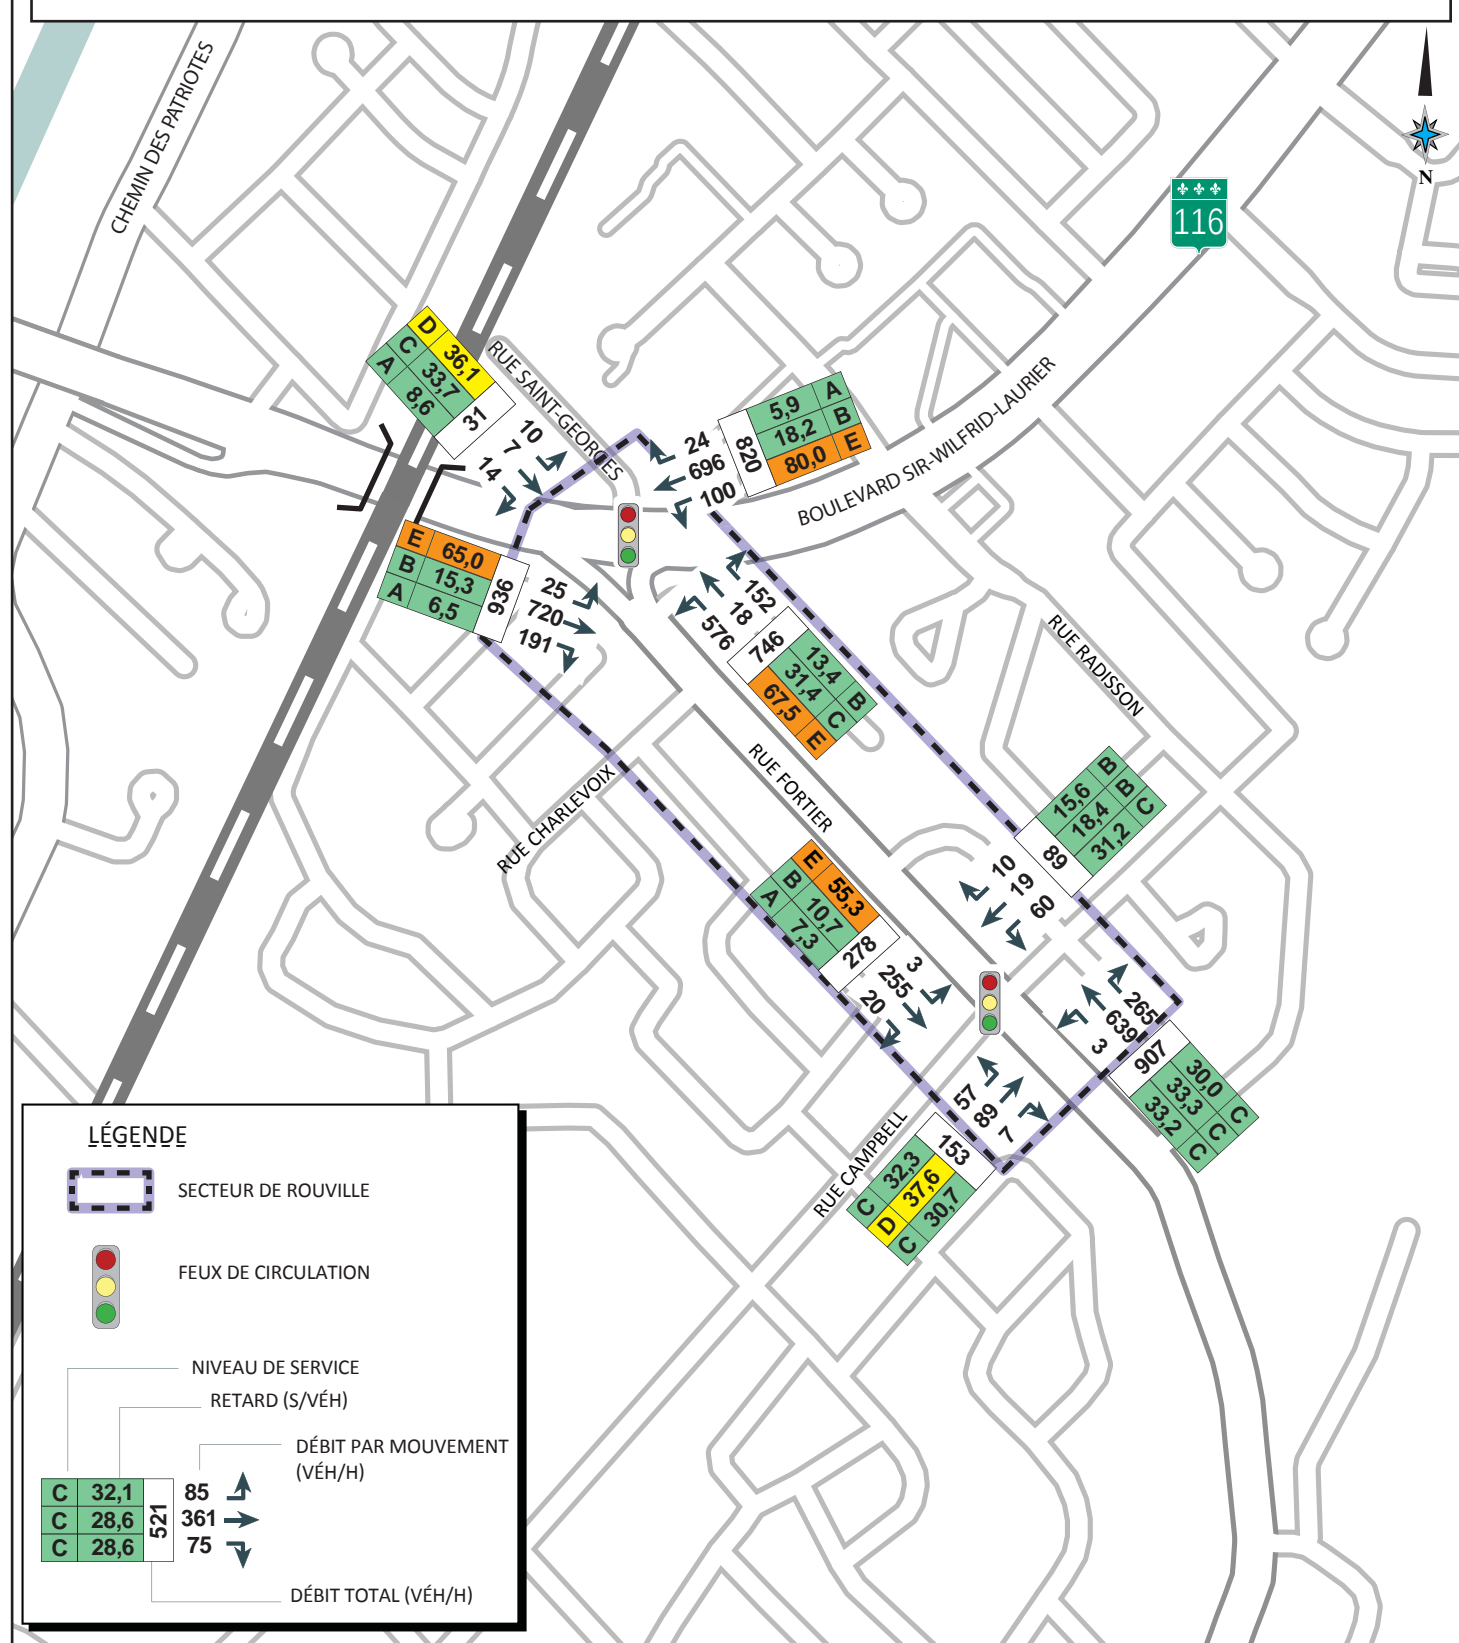 CHEMIN DES PATRIOTES
116
N
RUE SAINT-GEORGES
BOULEVARD SIR-WILFRID-LAURIER
D 36,1
C 33,7
A 8,6
31
10
7
14
24
696
100
820
5,9 A
18,2 B
80,0 E
E 65,0
B 15,3
A 6,5
936
25
720
191
152
18
576
746
13,4 B
31,4 C
67,5 E
RUE RADISSON
RUE FORTIER
RUE CHARLEVOIX
15,6 B
18,4 B
31,2 C
89
10
19
60
E 55,3
B 10,7
A 7,3
278
3
255
20
265
639
3
907
30,0 C
33,3 C
33,2 C
57
89
7
153
C 32,3
D 37,6
C 30,7
RUE CAMPBELL
LÉGENDE
SECTEUR DE ROUVILLE
FEUX DE CIRCULATION
NIVEAU DE SERVICE
RETARD (S/VÉH)
DÉBIT PAR MOUVEMENT
(VÉH/H)
C 32,1 85
C 28,6 521 361
C 28,6 75
DÉBIT TOTAL (VÉH/H)